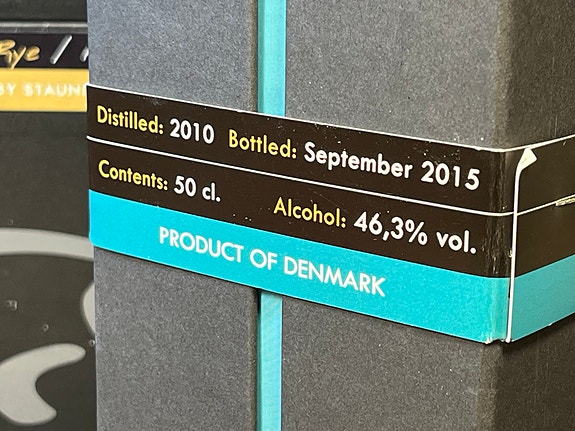 Rye /
BY STAUN
Distilled: 2010 Bottled: September 2015
Contents: 50 cl. Alcohol: 46,3% vol.
PRODUCT OF DENMARK